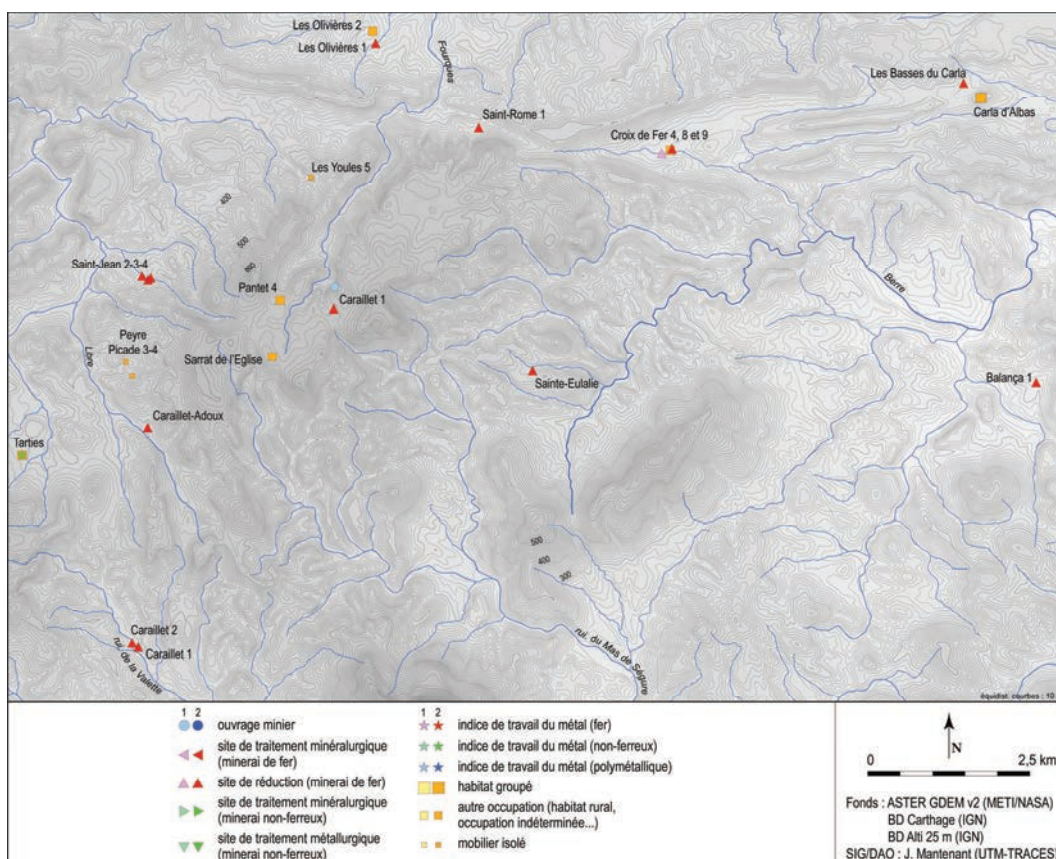 Les Olivières 2
Les Olivières 1
Fourques
Les Basses du Carla
Carla d'Albas
Saint-Rome 1
Croix de Fer 4, 8 et 9
Les Youles 5
400
500
Saint-Jean 2-3-4
Pantet 4
Caraillet 1
Berre
Peyre
Picade 3-4
Libre
Sarrat de l'Eglise
Sainte-Eulalie
Balança 1
Caraillet-Adoux
Tarties
500
400
300
Caraillet 2
Caraillet 1
rui. de la Valette
rui. du Mas de Ségure
équidist. courbes : 10
1 2
ouvrage minier
site de traitement minéralurgique
(minerai de fer)
site de réduction (minerai de fer)
site de traitement minéralurgique
(minerai non-ferreux)
site de traitement métallurgique
(minerai non-ferreux)
1 2
indice de travail du métal (fer)
indice de travail du métal (non-ferreux)
indice de travail du métal (polymétallique)
habitat groupé
autre occupation (habitat rural,
occupation indéterminée...)
mobilier isolé
N
0 2,5 km
Fonds : ASTER GDEM v2 (METI/NASA)
BD Carthage (IGN)
BD Alti 25 m (IGN)
SIG/DAO : J. Mantenant (UTM-TRACES)